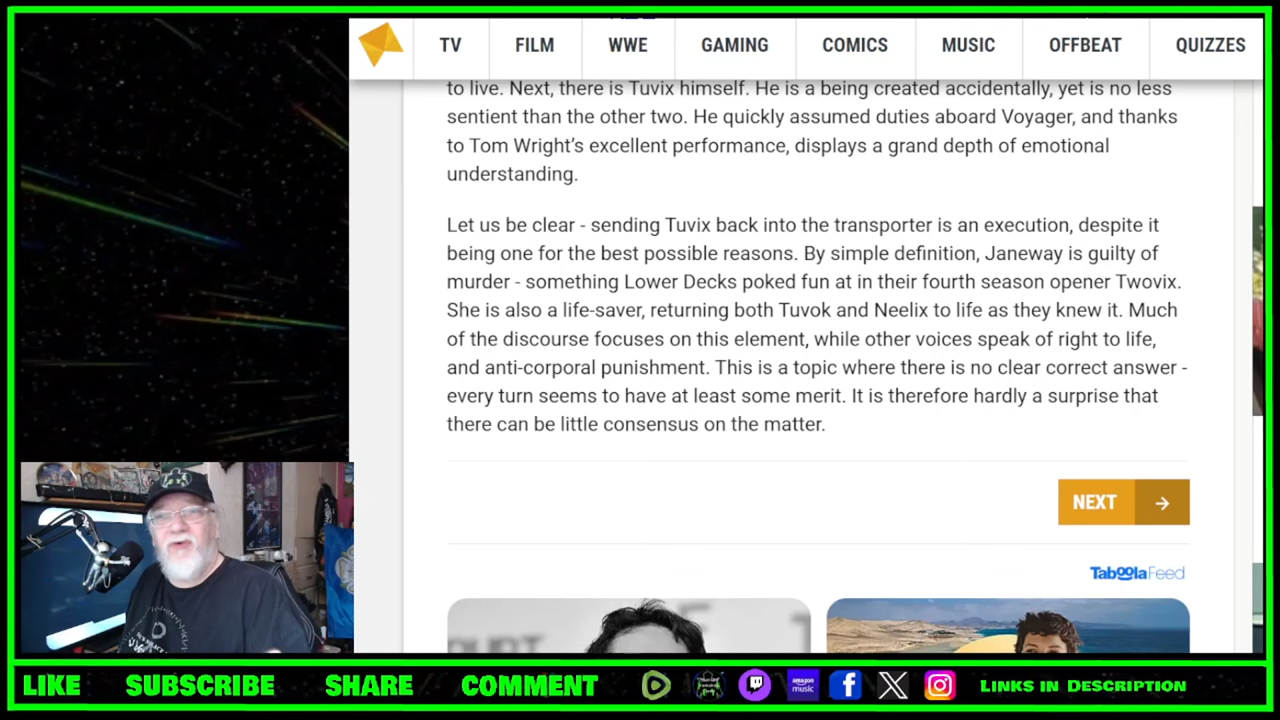 TV FILM WWE GAMING COMICS MUSIC OFFBEAT QUIZZES
to live. Next, there is Tuvix himself. He is a being created accidentally, yet is no less
sentient than the other two. He quickly assumed duties aboard Voyager, and thanks
to Tom Wright’s excellent performance, displays a grand depth of emotional
understanding.
Let us be clear - sending Tuvix back into the transporter is an execution, despite it
being one for the best possible reasons. By simple definition, Janeway is guilty of
murder - something Lower Decks poked fun at in their fourth season opener Twovix.
She is also a life-saver, returning both Tuvok and Neelix to life as they knew it. Much
of the discourse focuses on this element, while other voices speak of right to life,
and anti-corporal punishment. This is a topic where there is no clear correct answer -
every turn seems to have at least some merit. It is therefore hardly a surprise that
there can be little consensus on the matter.
NEXT
Taboola Feed
LIKE SUBSCRIBE SHARE COMMENT amazon music LINKS IN DESCRIPTION